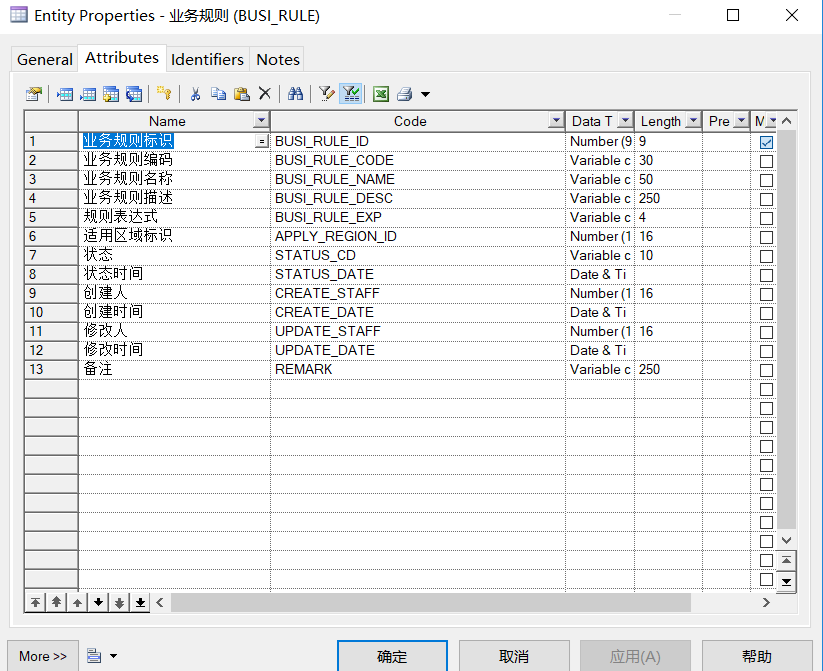 Entity Properties - 业务规则 (BUSI_RULE)
General Attributes Identifiers Notes
Name Code Data T Length Pre M
1 业务规则标识 = BUSI_RULE_ID Number (9 9
2 业务规则编码 BUSI_RULE_CODE Variable c 30
3 业务规则名称 BUSI_RULE_NAME Variable c 50
4 业务规则描述 BUSI_RULE_DESC Variable c 250
5 规则表达式 BUSI_RULE_EXP Variable c 4
6 适用区域标识 APPLY_REGION_ID Number (1 16
7 状态 STATUS_CD Variable c 10
8 状态时间 STATUS_DATE Date & Ti
9 创建人 CREATE_STAFF Number (1 16
10 创建时间 CREATE_DATE Date & Ti
11 修改人 UPDATE_STAFF Number (1 16
12 修改时间 UPDATE_DATE Date & Ti
13 备注 REMARK Variable c 250
More >> 确定 取消 应用(A) 帮助